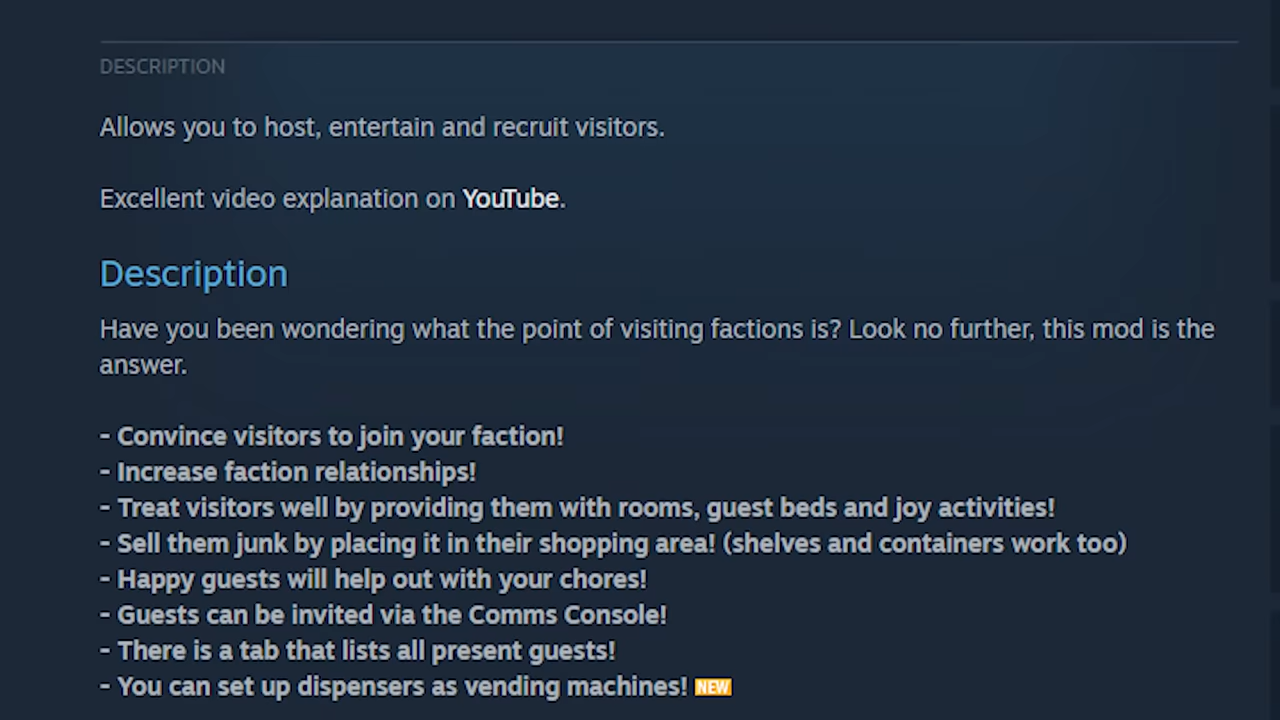 DESCRIPTION
Allows you to host, entertain and recruit visitors.
Excellent video explanation on YouTube.
Description
Have you been wondering what the point of visiting factions is? Look no further, this mod is the
answer.
- Convince visitors to join your faction!
- Increase faction relationships!
- Treat visitors well by providing them with rooms, guest beds and joy activities!
- Sell them junk by placing it in their shopping area! (shelves and containers work too)
- Happy guests will help out with your chores!
- Guests can be invited via the Comms Console!
- There is a tab that lists all present guests!
- You can set up dispensers as vending machines! NEW